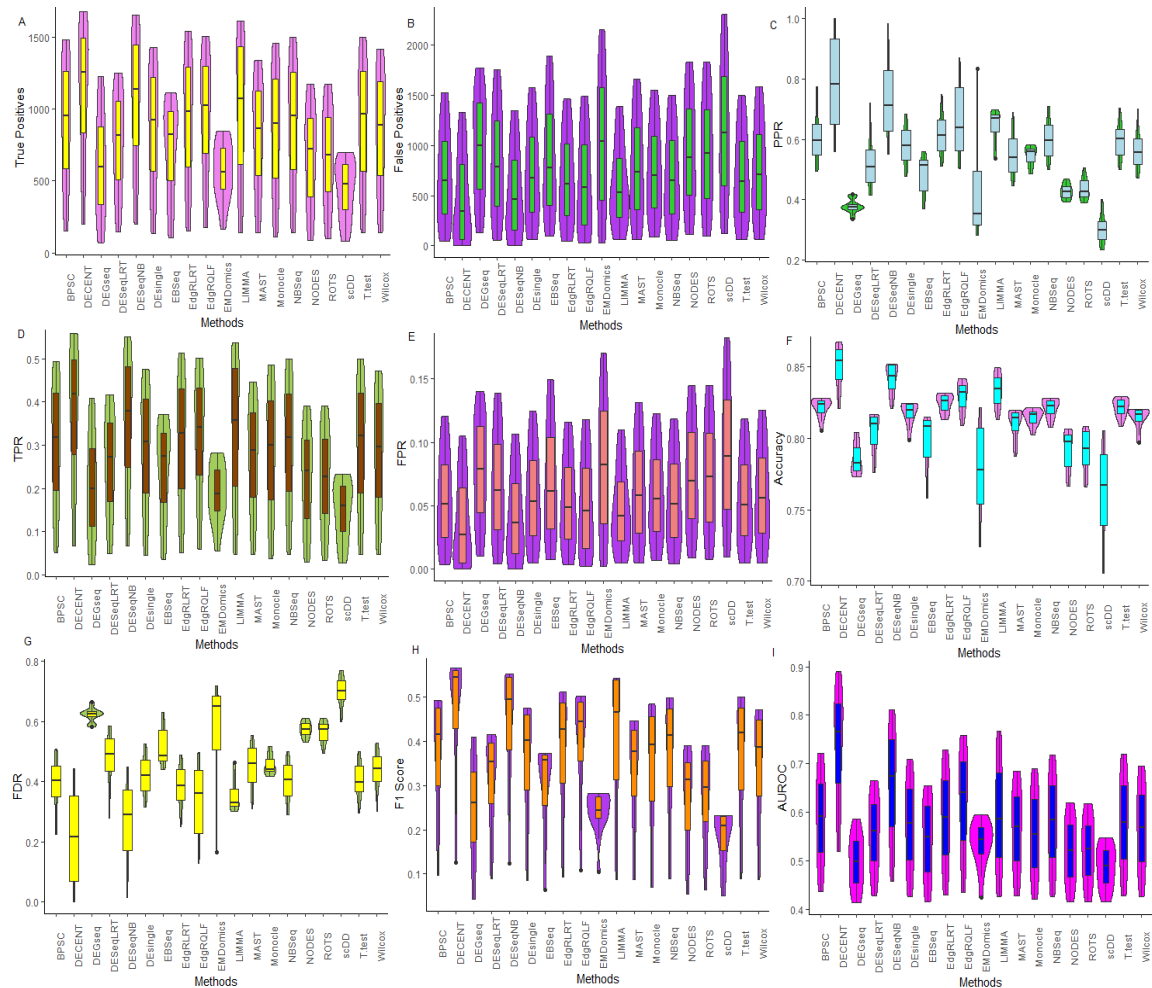 A
True Positives
1500
1000
500
0
BPSC
DECENT
DEGseq
DESeqLRT
DESeqNB
DEsingle
EBSeq
EdgRLRT
EdgRQLF
EMDomics
LIMMA
MAST
Monocle
NBSeq
NODES
ROTS
scDD
T.test
Wilcox
Methods
B
False Positives
2000
1500
1000
500
0
BPSC
DECENT
DEGseq
DESeqLRT
DESeqNB
DEsingle
EBSeq
EdgRLRT
EdgRQLF
EMDomics
LIMMA
MAST
Monocle
NBSeq
NODES
ROTS
scDD
T.test
Wilcox
Methods
C
PPR
1.0
0.8
0.6
0.4
0.2
BPSC
DECENT
DEGseq
DESeqLRT
DESeqNB
DEsingle
EBSeq
EdgRLRT
EdgRQLF
EMDomics
LIMMA
MAST
Monocle
NBSeq
NODES
ROTS
scDD
T.test
Wilcox
Methods
D
TPR
0.5
0.4
0.3
0.2
0.1
0.0
BPSC
DECENT
DEGseq
DESeqLRT
DESeqNB
DEsingle
EBSeq
EdgRLRT
EdgRQLF
EMDomics
LIMMA
MAST
Monocle
NBSeq
NODES
ROTS
scDD
T.test
Wilcox
Methods
E
FPR
0.15
0.10
0.05
0.00
BPSC
DECENT
DEGseq
DESeqLRT
DESeqNB
DEsingle
EBSeq
EdgRLRT
EdgRQLF
EMDomics
LIMMA
MAST
Monocle
NBSeq
NODES
ROTS
scDD
T.test
Wilcox
Methods
F
Accuracy
0.85
0.80
0.75
0.70
BPSC
DECENT
DEGseq
DESeqLRT
DESeqNB
DEsingle
EBSeq
EdgRLRT
EdgRQLF
EMDomics
LIMMA
MAST
Monocle
NBSeq
NODES
ROTS
scDD
T.test
Wilcox
Methods
G
FDR
0.8
0.6
0.4
0.2
0.0
BPSC
DECENT
DEGseq
DESeqLRT
DESeqNB
DEsingle
EBSeq
EdgRLRT
EdgRQLF
EMDomics
LIMMA
MAST
Monocle
NBSeq
NODES
ROTS
scDD
T.test
Wilcox
Methods
H
F1 Score
0.5
0.4
0.3
0.2
0.1
BPSC
DECENT
DEGseq
DESeqLRT
DESeqNB
DEsingle
EBSeq
EdgRLRT
EdgRQLF
EMDomics
LIMMA
MAST
Monocle
NBSeq
NODES
ROTS
scDD
T.test
Wilcox
Methods
I
AUROC
0.9
0.8
0.7
0.6
0.5
0.4
BPSC
DECENT
DEGseq
DESeqLRT
DESeqNB
DEsingle
EBSeq
EdgRLRT
EdgRQLF
EMDomics
LIMMA
MAST
Monocle
NBSeq
NODES
ROTS
scDD
T.test
Wilcox
Methods